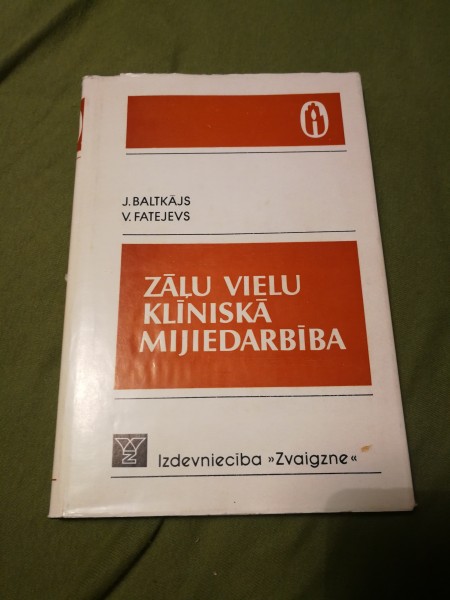 J. BALTKĀJS
V. FATEJEVS
ZĀĻU VIELU
KLĪNISKĀ
MIJIEDARBĪBA
Izdevniecība »Zvaigzne«